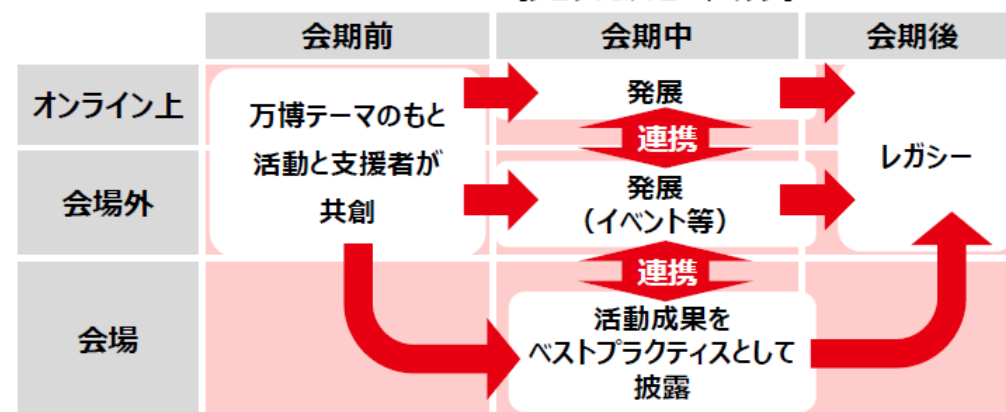 会期前
会期中
会期後
オンライン上
会場外
会場
万博テーマのもと
活動と支援者が
共創
発展
連携
発展
(イベント等)
連携
活動成果を
ベストプラクティスとして
披露
レガシー